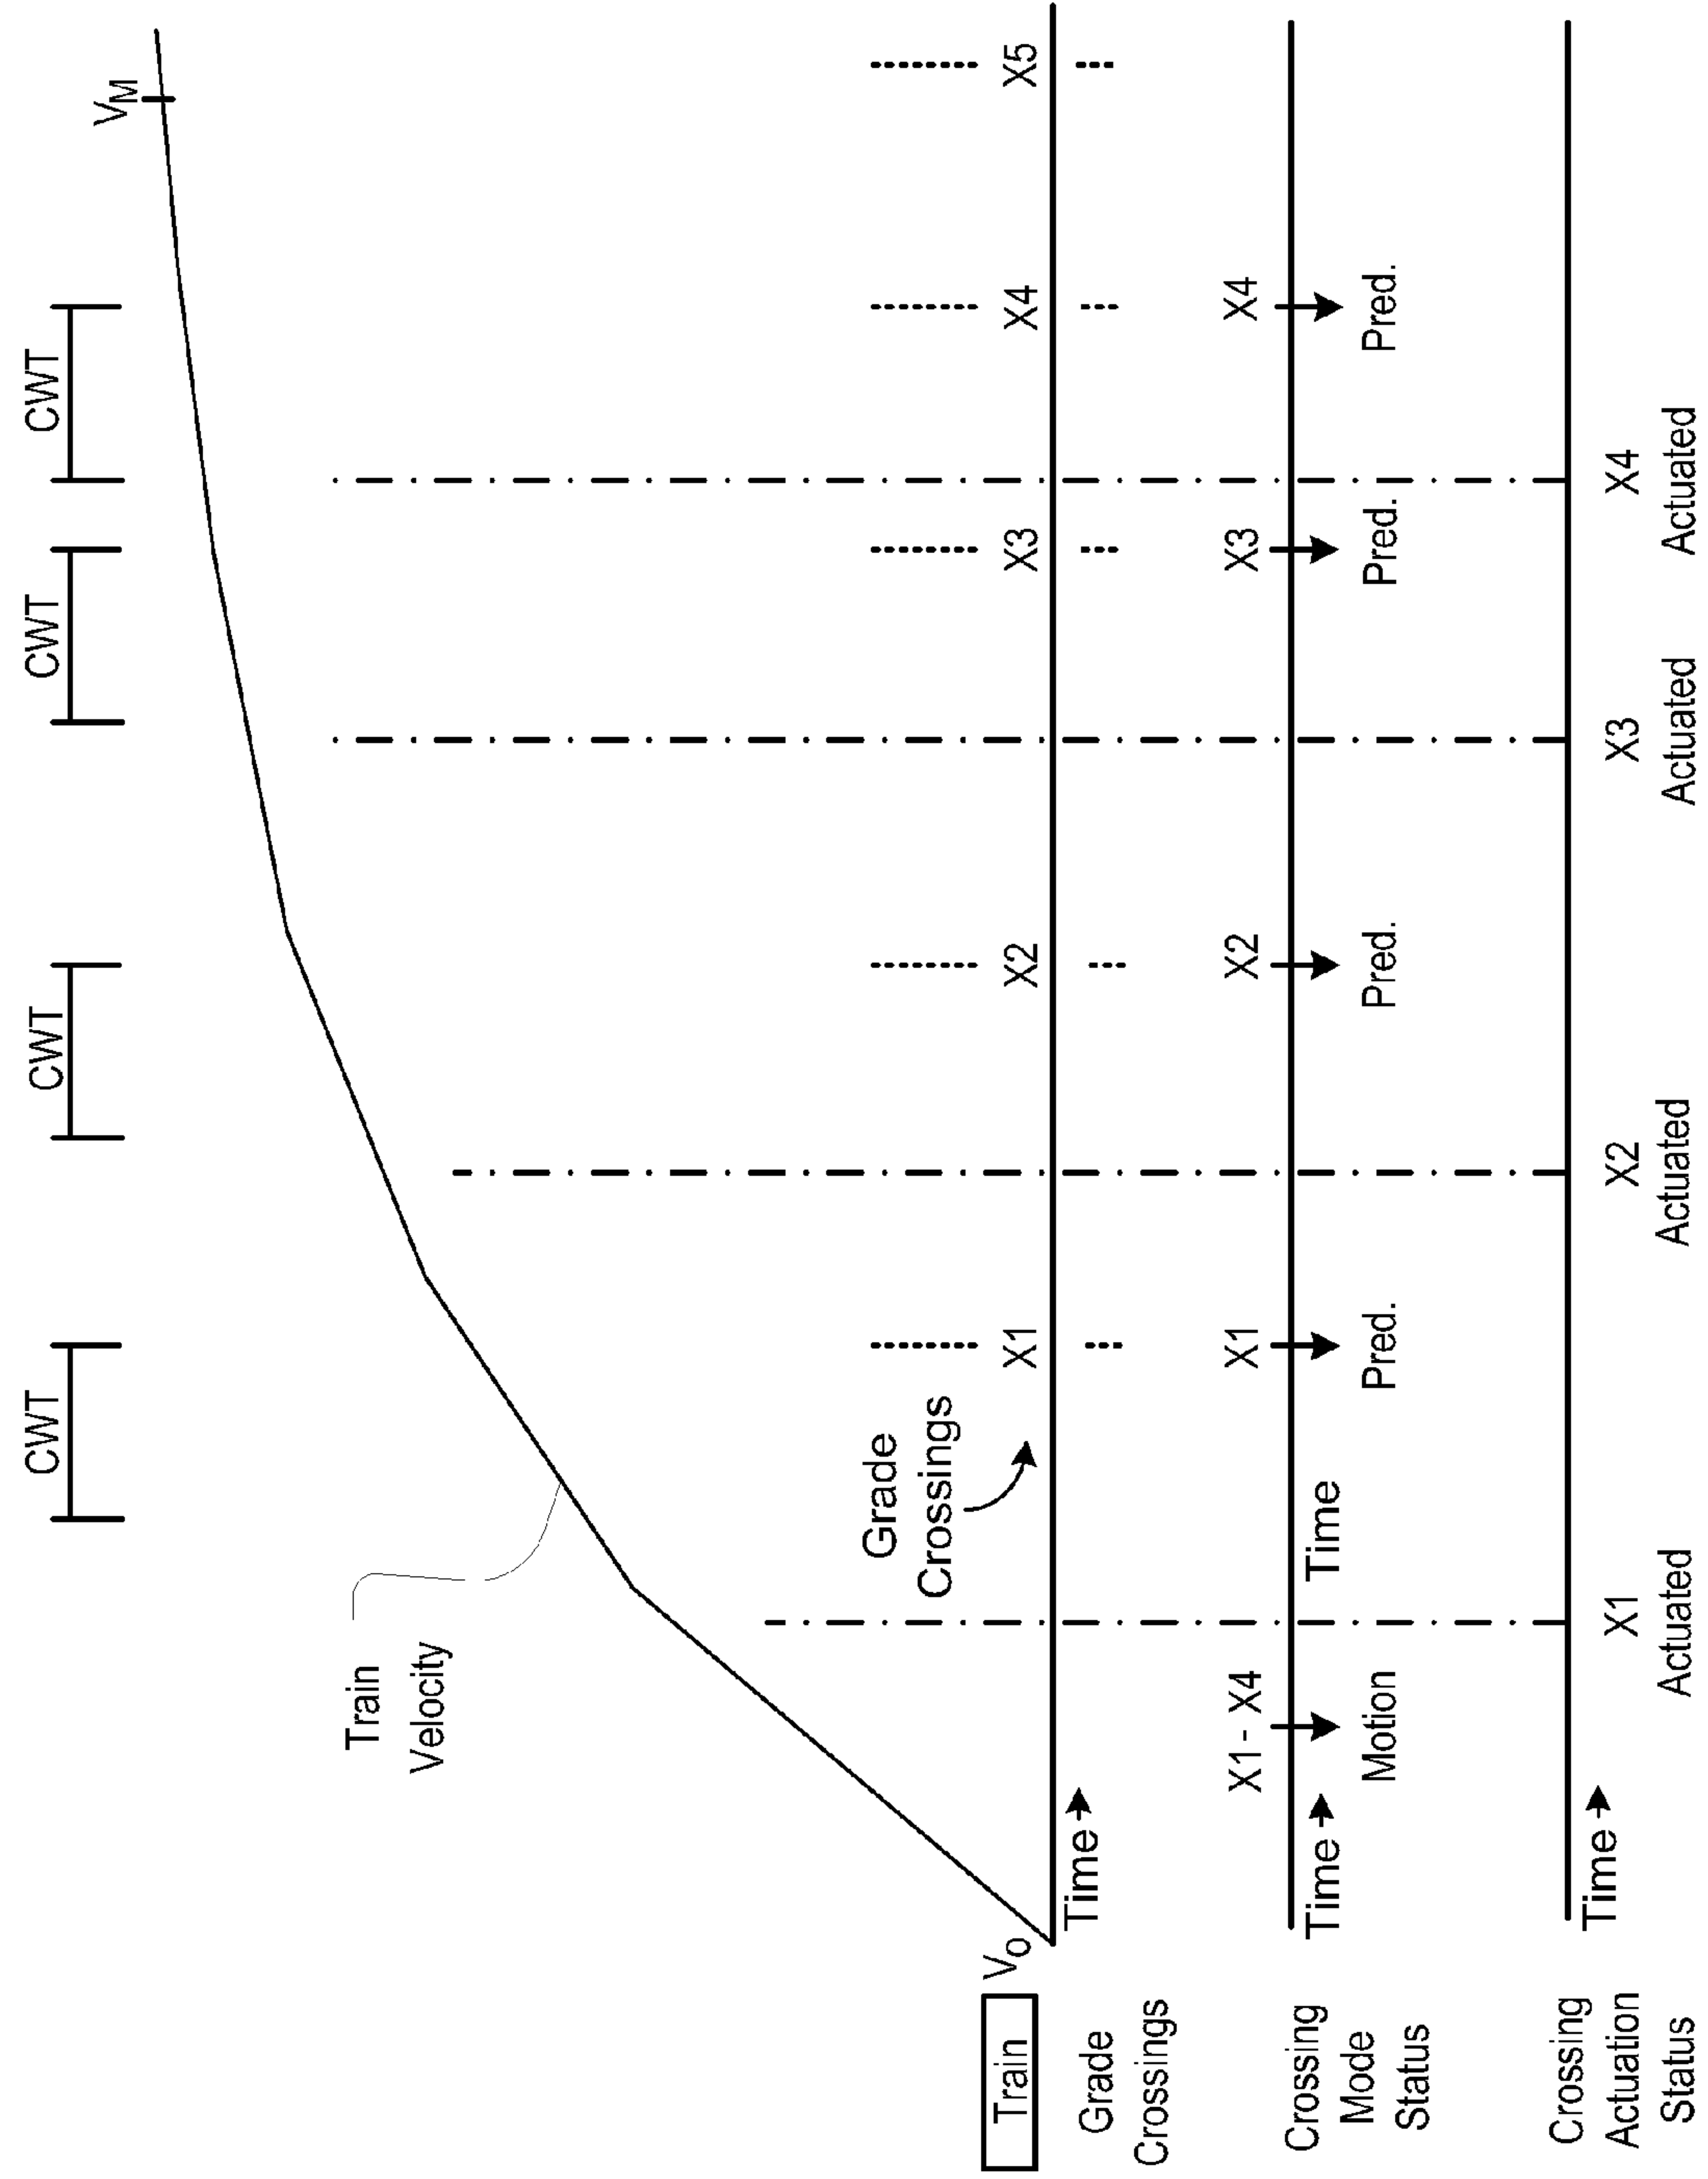 CWT
CWT
CWT
CWT
VM
Train
Velocity
Grade
Crossings
Train
VO
X1
X2
X3
X4
X5
Grade
Crossings
Time
X1 - X4
X1
X2
X3
X4
Crossing
Mode
Status
Time
Time
Motion
Pred.
Pred.
Pred.
Pred.
Crossing
Actuation
Status
Time
X1
Actuated
X2
Actuated
X3
Actuated
X4
Actuated